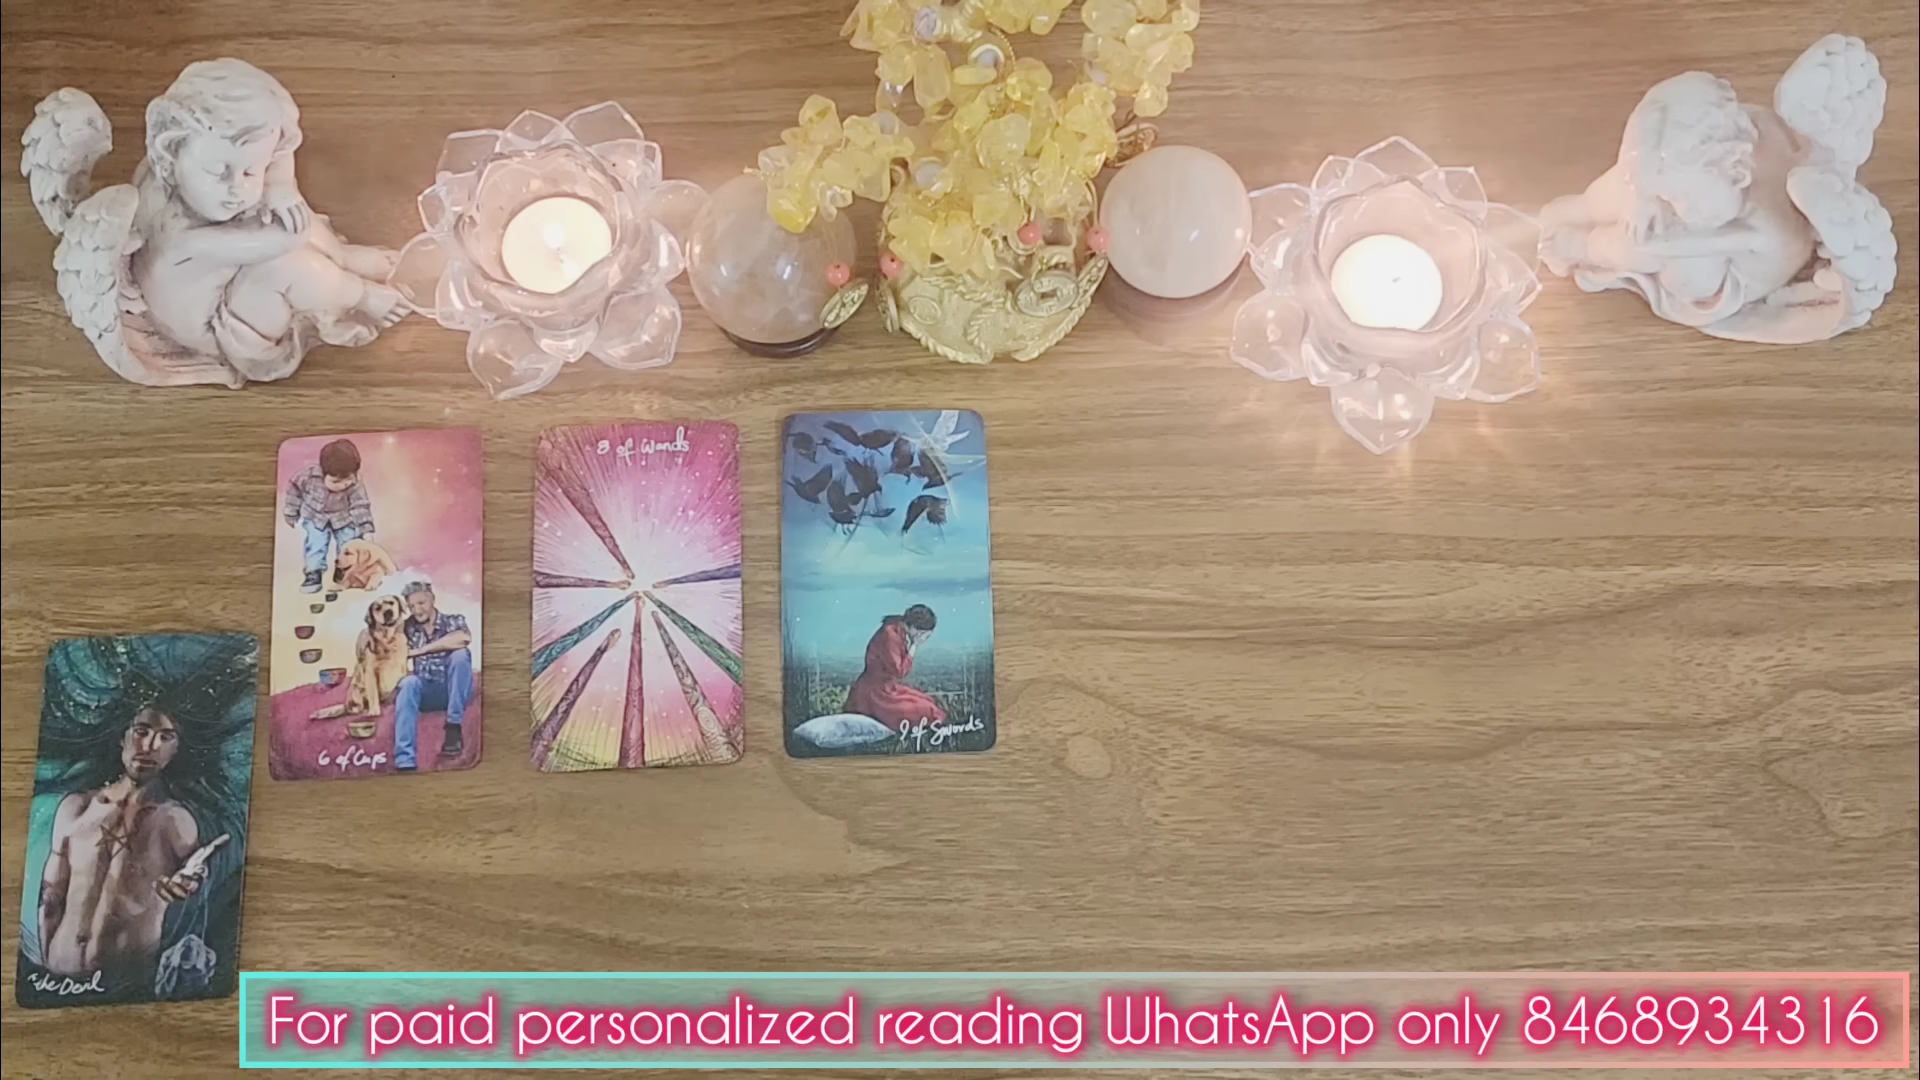 8 of Wands
6 of Cups
9 of Swords
The Devil
For paid personalized reading WhatsApp only 8468934316